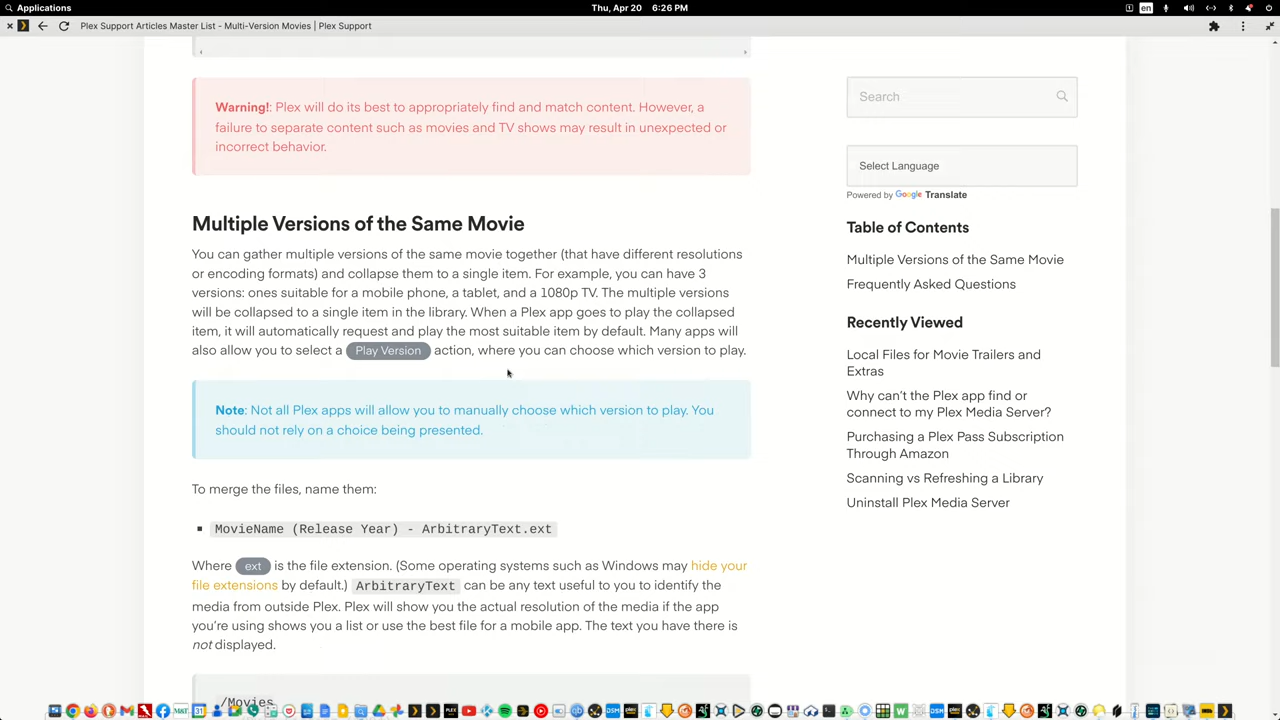 Applications
Thu, Apr 20 6:26 PM
en
Plex Support Articles Master List - Multi-Version Movies | Plex Support
Warning!: Plex will do its best to appropriately find and match content. However, a
failure to separate content such as movies and TV shows may result in unexpected or
incorrect behavior.
Multiple Versions of the Same Movie
You can gather multiple versions of the same movie together (that have different resolutions
or encoding formats) and collapse them to a single item. For example, you can have 3
versions: ones suitable for a mobile phone, a tablet, and a 1080p TV. The multiple versions
will be collapsed to a single item in the library. When a Plex app goes to play the collapsed
item, it will automatically request and play the most suitable item by default. Many apps will
also allow you to select a Play Version action, where you can choose which version to play.
Note: Not all Plex apps will allow you to manually choose which version to play. You
should not rely on a choice being presented.
To merge the files, name them:
MovieName (Release Year) - ArbitraryText.ext
Where ext is the file extension. (Some operating systems such as Windows may hide your
file extensions by default.) ArbitraryText can be any text useful to you to identify the
media from outside Plex. Plex will show you the actual resolution of the media if the app
you're using shows you a list or use the best file for a mobile app. The text you have there is
not displayed.
/Movies
Search
Select Language
Powered by Google Translate
Table of Contents
Multiple Versions of the Same Movie
Frequently Asked Questions
Recently Viewed
Local Files for Movie Trailers and
Extras
Why can't the Plex app find or
connect to my Plex Media Server?
Purchasing a Plex Pass Subscription
Through Amazon
Scanning vs Refreshing a Library
Uninstall Plex Media Server